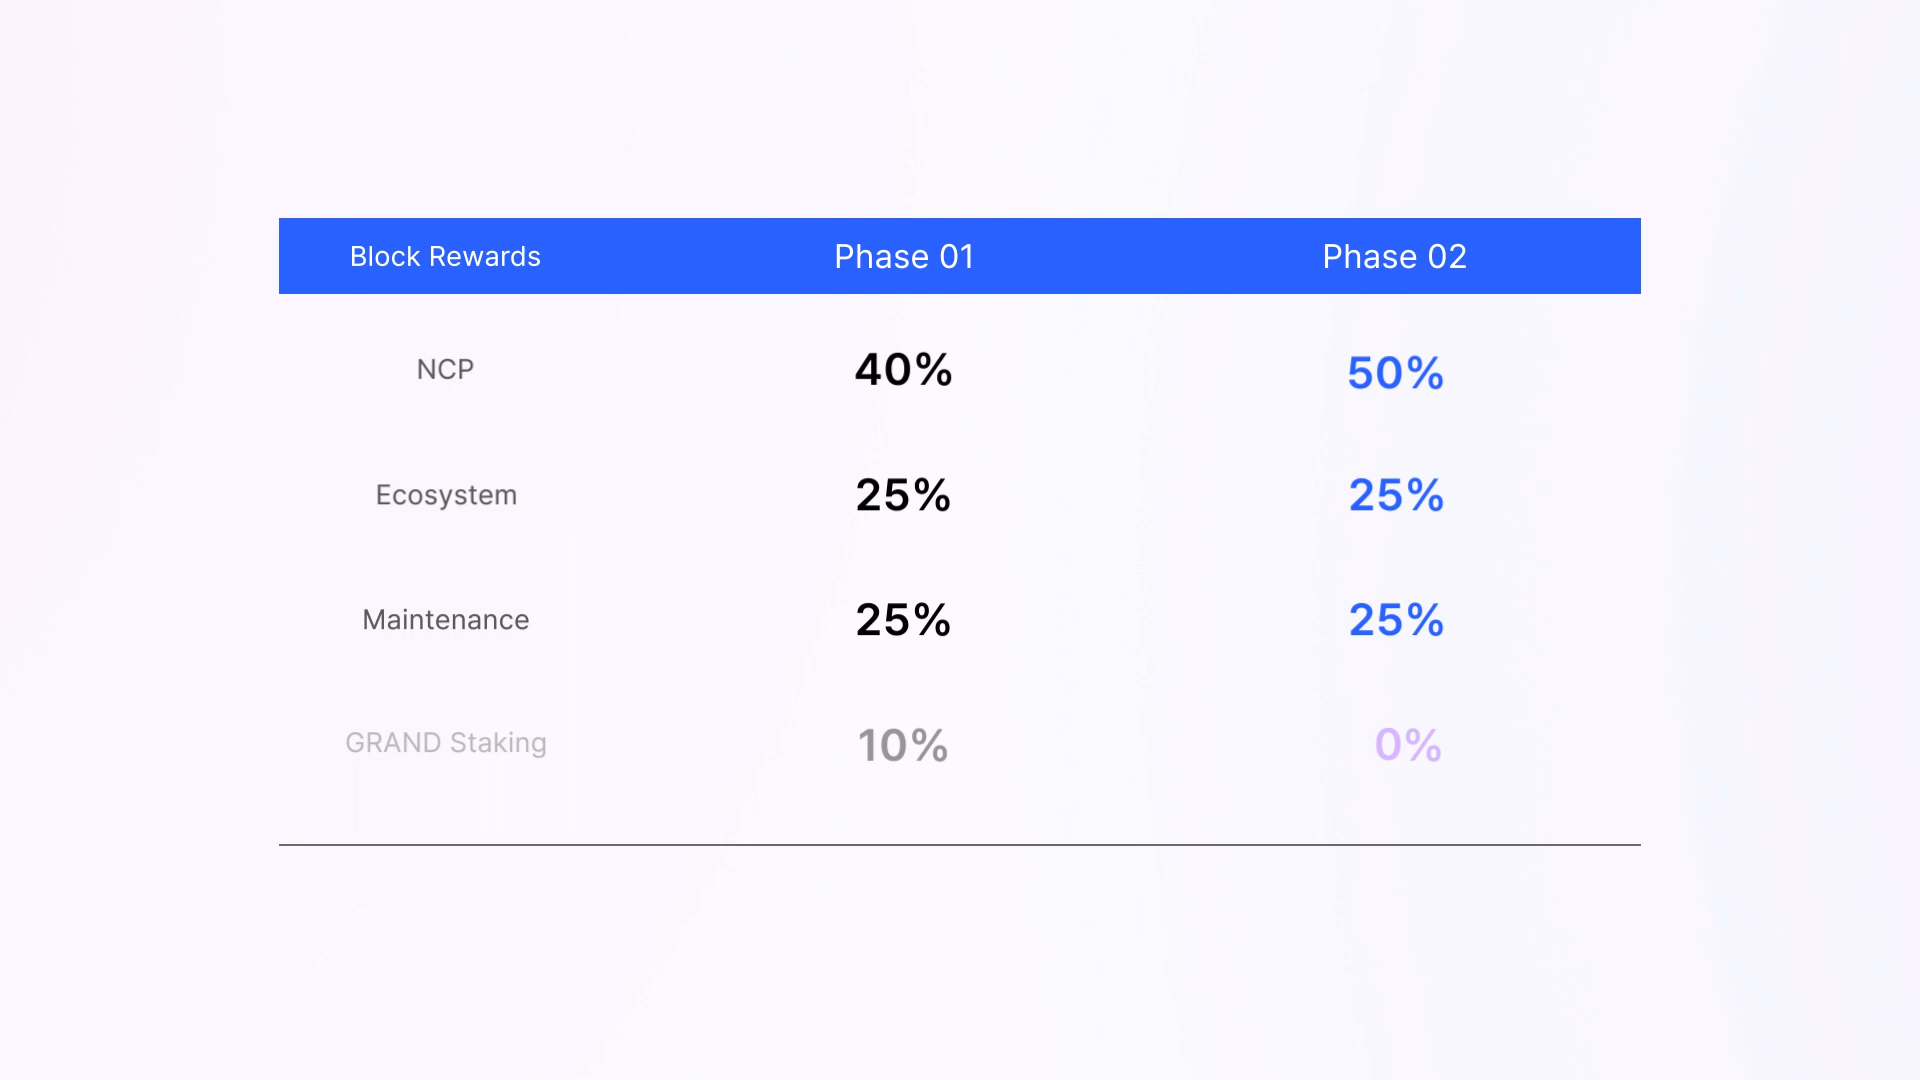 Block Rewards Phase 01 Phase 02
NCP 40% 50%
Ecosystem 25% 25%
Maintenance 25% 25%
GRAND Staking 10% 0%